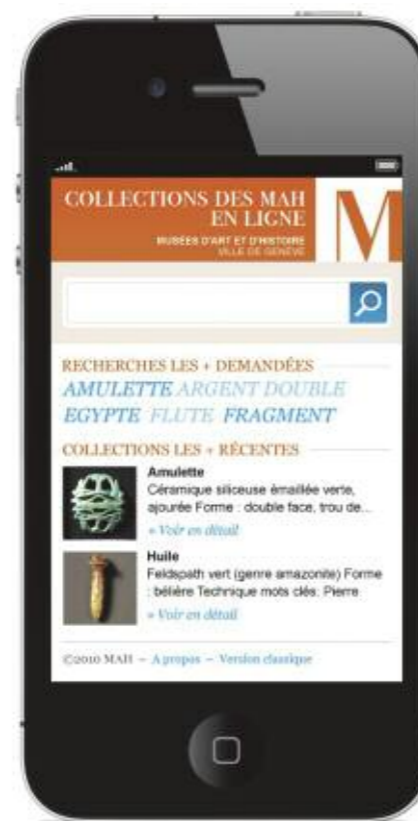 COLLECTIONS DES MAH
EN LIGNE
MUSÉES D'ART ET D'HISTOIRE
VILLE DE GENÈVE
M
RECHERCHES LES + DEMANDÉES
AMULETTE ARGENT DOUBLE
EGYPTE FLUTE FRAGMENT
COLLECTIONS LES + RÉCENTES
Amulette
Céramique siliceuse émaillée verte,
ajourée Forme : double face, trou de...
» Voir en détail
Huile
Feldspath vert (genre amazonite) Forme
: bélière Technique mots clés: Pierre
» Voir en détail
©2010 MAH – A propos – Version classique